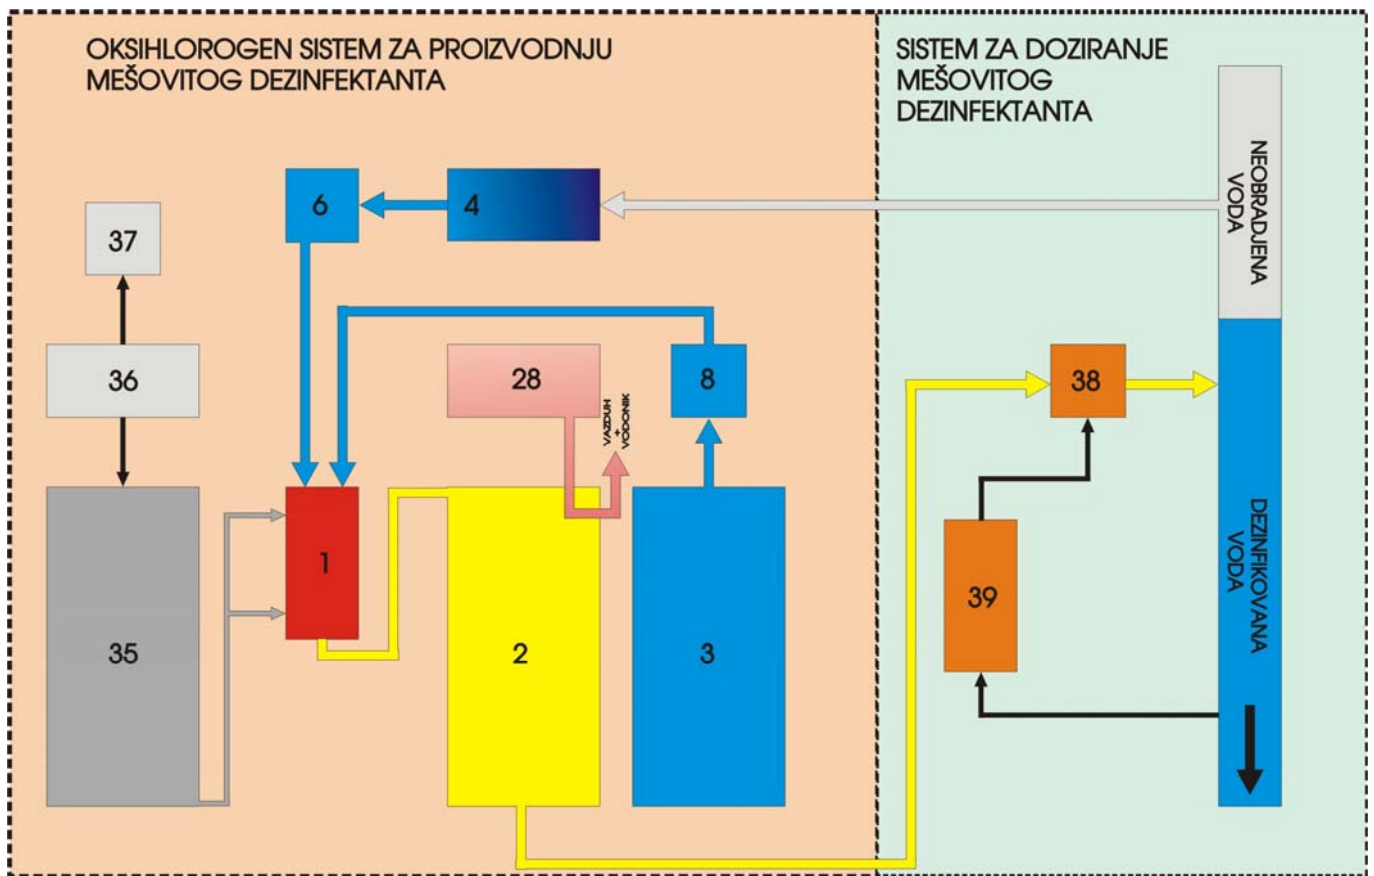 OKSIHLOROGEN SISTEM ZA PROIZVODNJU
MEŠOVITOG DEZINFEKTANTA
SISTEM ZA DOZIRANJE
MEŠOVITOG
DEZINFEKTANTA
NEOBRADJENA
VODA
6
4
37
36
28
8
38
VAZDUH
+
VODONIK
1
35
2
3
39
DEZINFIKOVANA
VODA